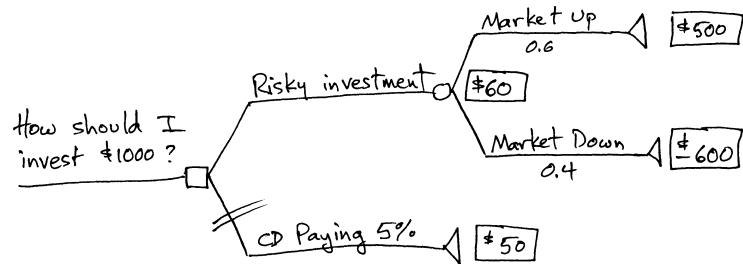 Market Up
0.6
$500
Risky investment
$60
How should I
invest $1000 ?
Market Down
0.4
$-600
CD Paying 5%
$50